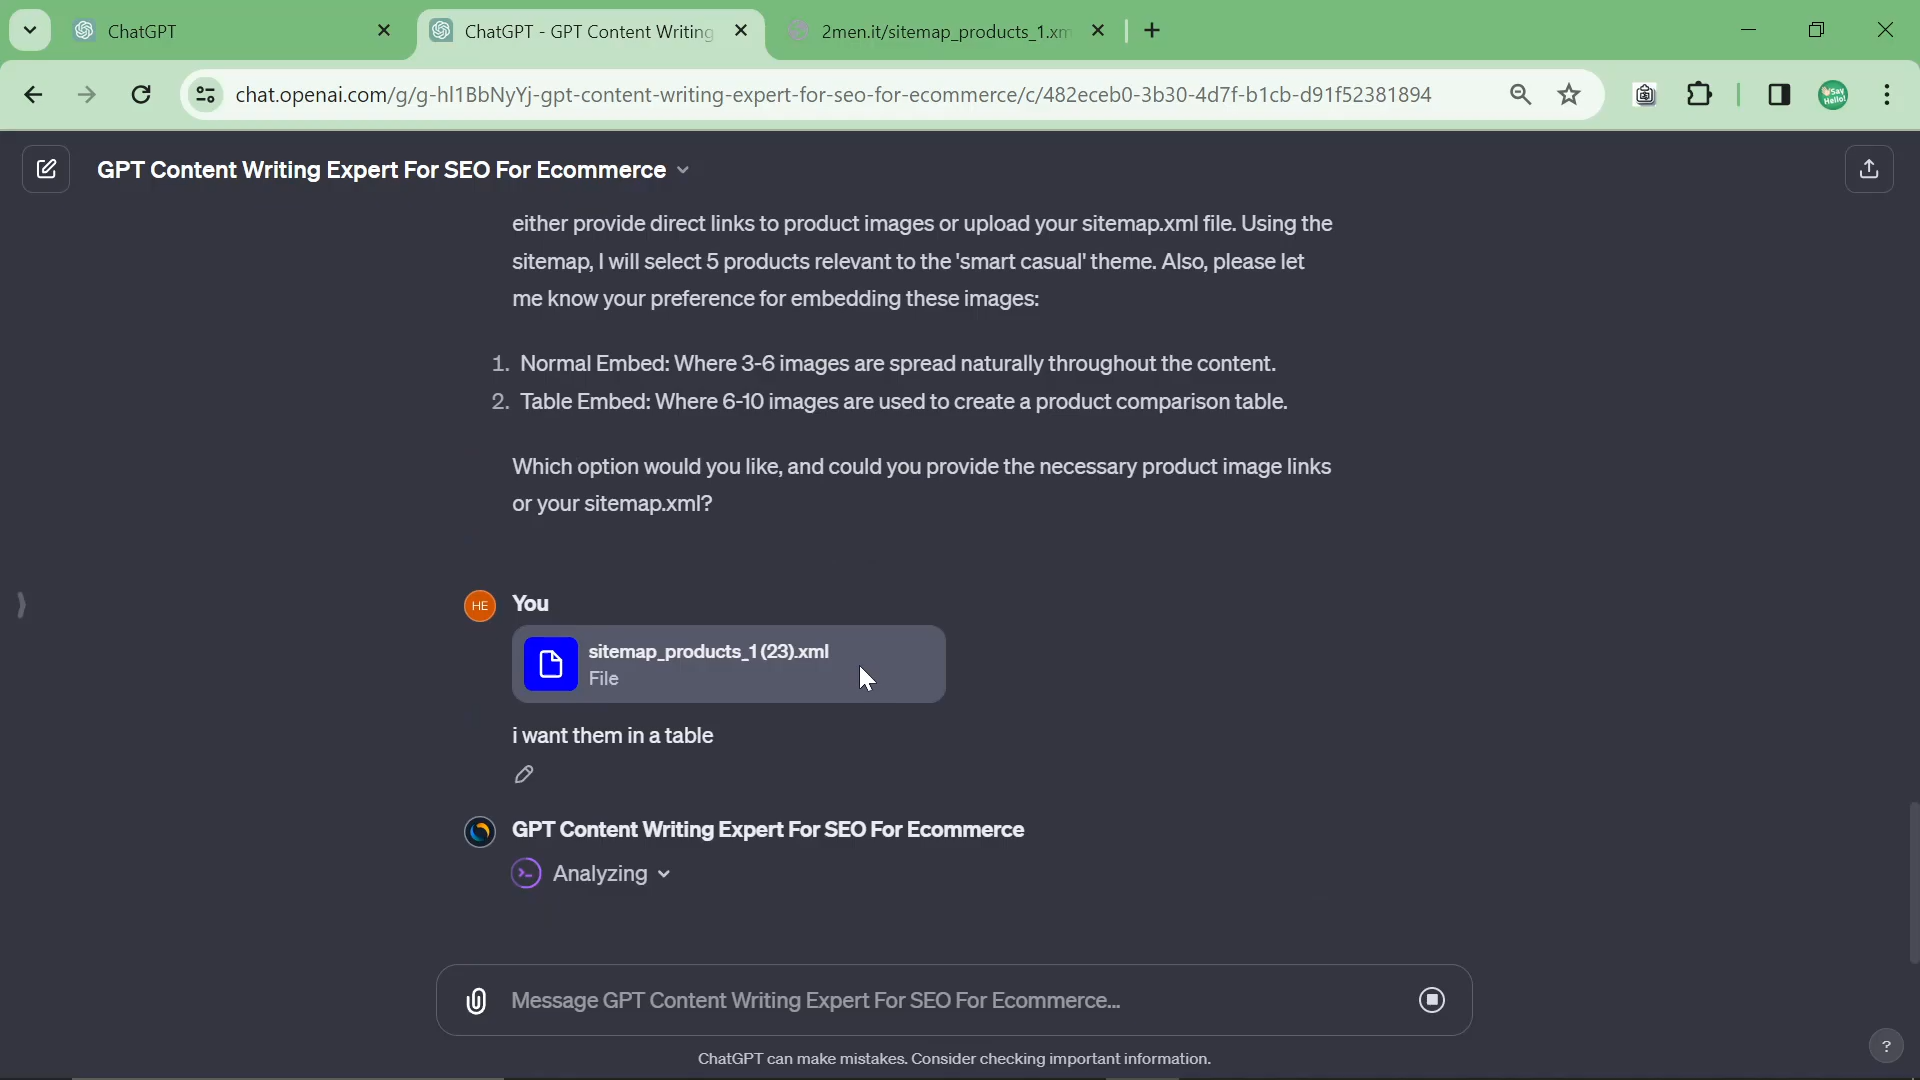 ChatGPT
ChatGPT - GPT Content Writing
2men.it/sitemap_products_1.xm
chat.openai.com/g/g-hl1BbNyYj-gpt-content-writing-expert-for-seo-for-ecommerce/c/482eceb0-3b30-4d7f-b1cb-d91f52381894
Say
Hello!
GPT Content Writing Expert For SEO For Ecommerce
either provide direct links to product images or upload your sitemap.xml file. Using the
sitemap, I will select 5 products relevant to the 'smart casual' theme. Also, please let
me know your preference for embedding these images:
1. Normal Embed: Where 3-6 images are spread naturally throughout the content.
2. Table Embed: Where 6-10 images are used to create a product comparison table.
Which option would you like, and could you provide the necessary product image links
or your sitemap.xml?
HE
You
sitemap_products_1 (23).xml
File
i want them in a table
GPT Content Writing Expert For SEO For Ecommerce
Analyzing
Message GPT Content Writing Expert For SEO For Ecommerce...
ChatGPT can make mistakes. Consider checking important information.
?